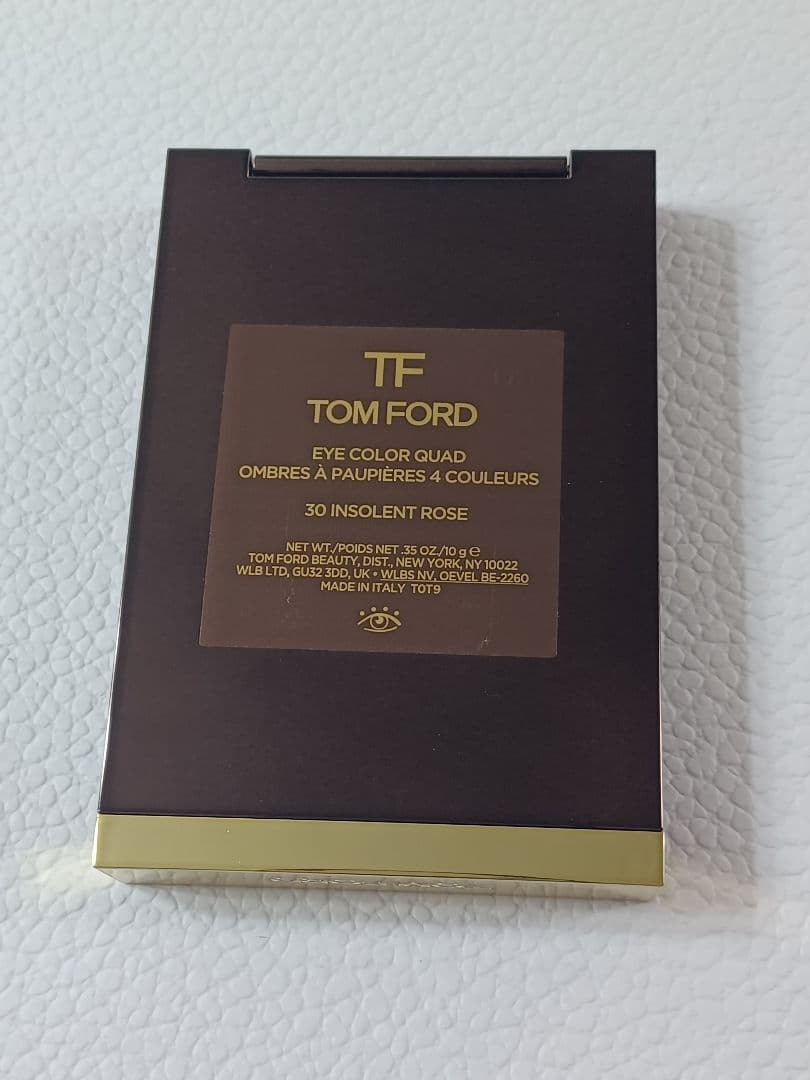 TF
TOM FORD
EYE COLOR QUAD
OMBRES À PAUPIÈRES 4 COULEURS
30 INSOLENT ROSE
NET WT./POIDS NET .35 OZ./10 g ℮
TOM FORD BEAUTY, DIST., NEW YORK, NY 10022
WLB LTD, GU32 3DD, UK • WLBS NV, OEVEL BE-2260
MADE IN ITALY T0T9